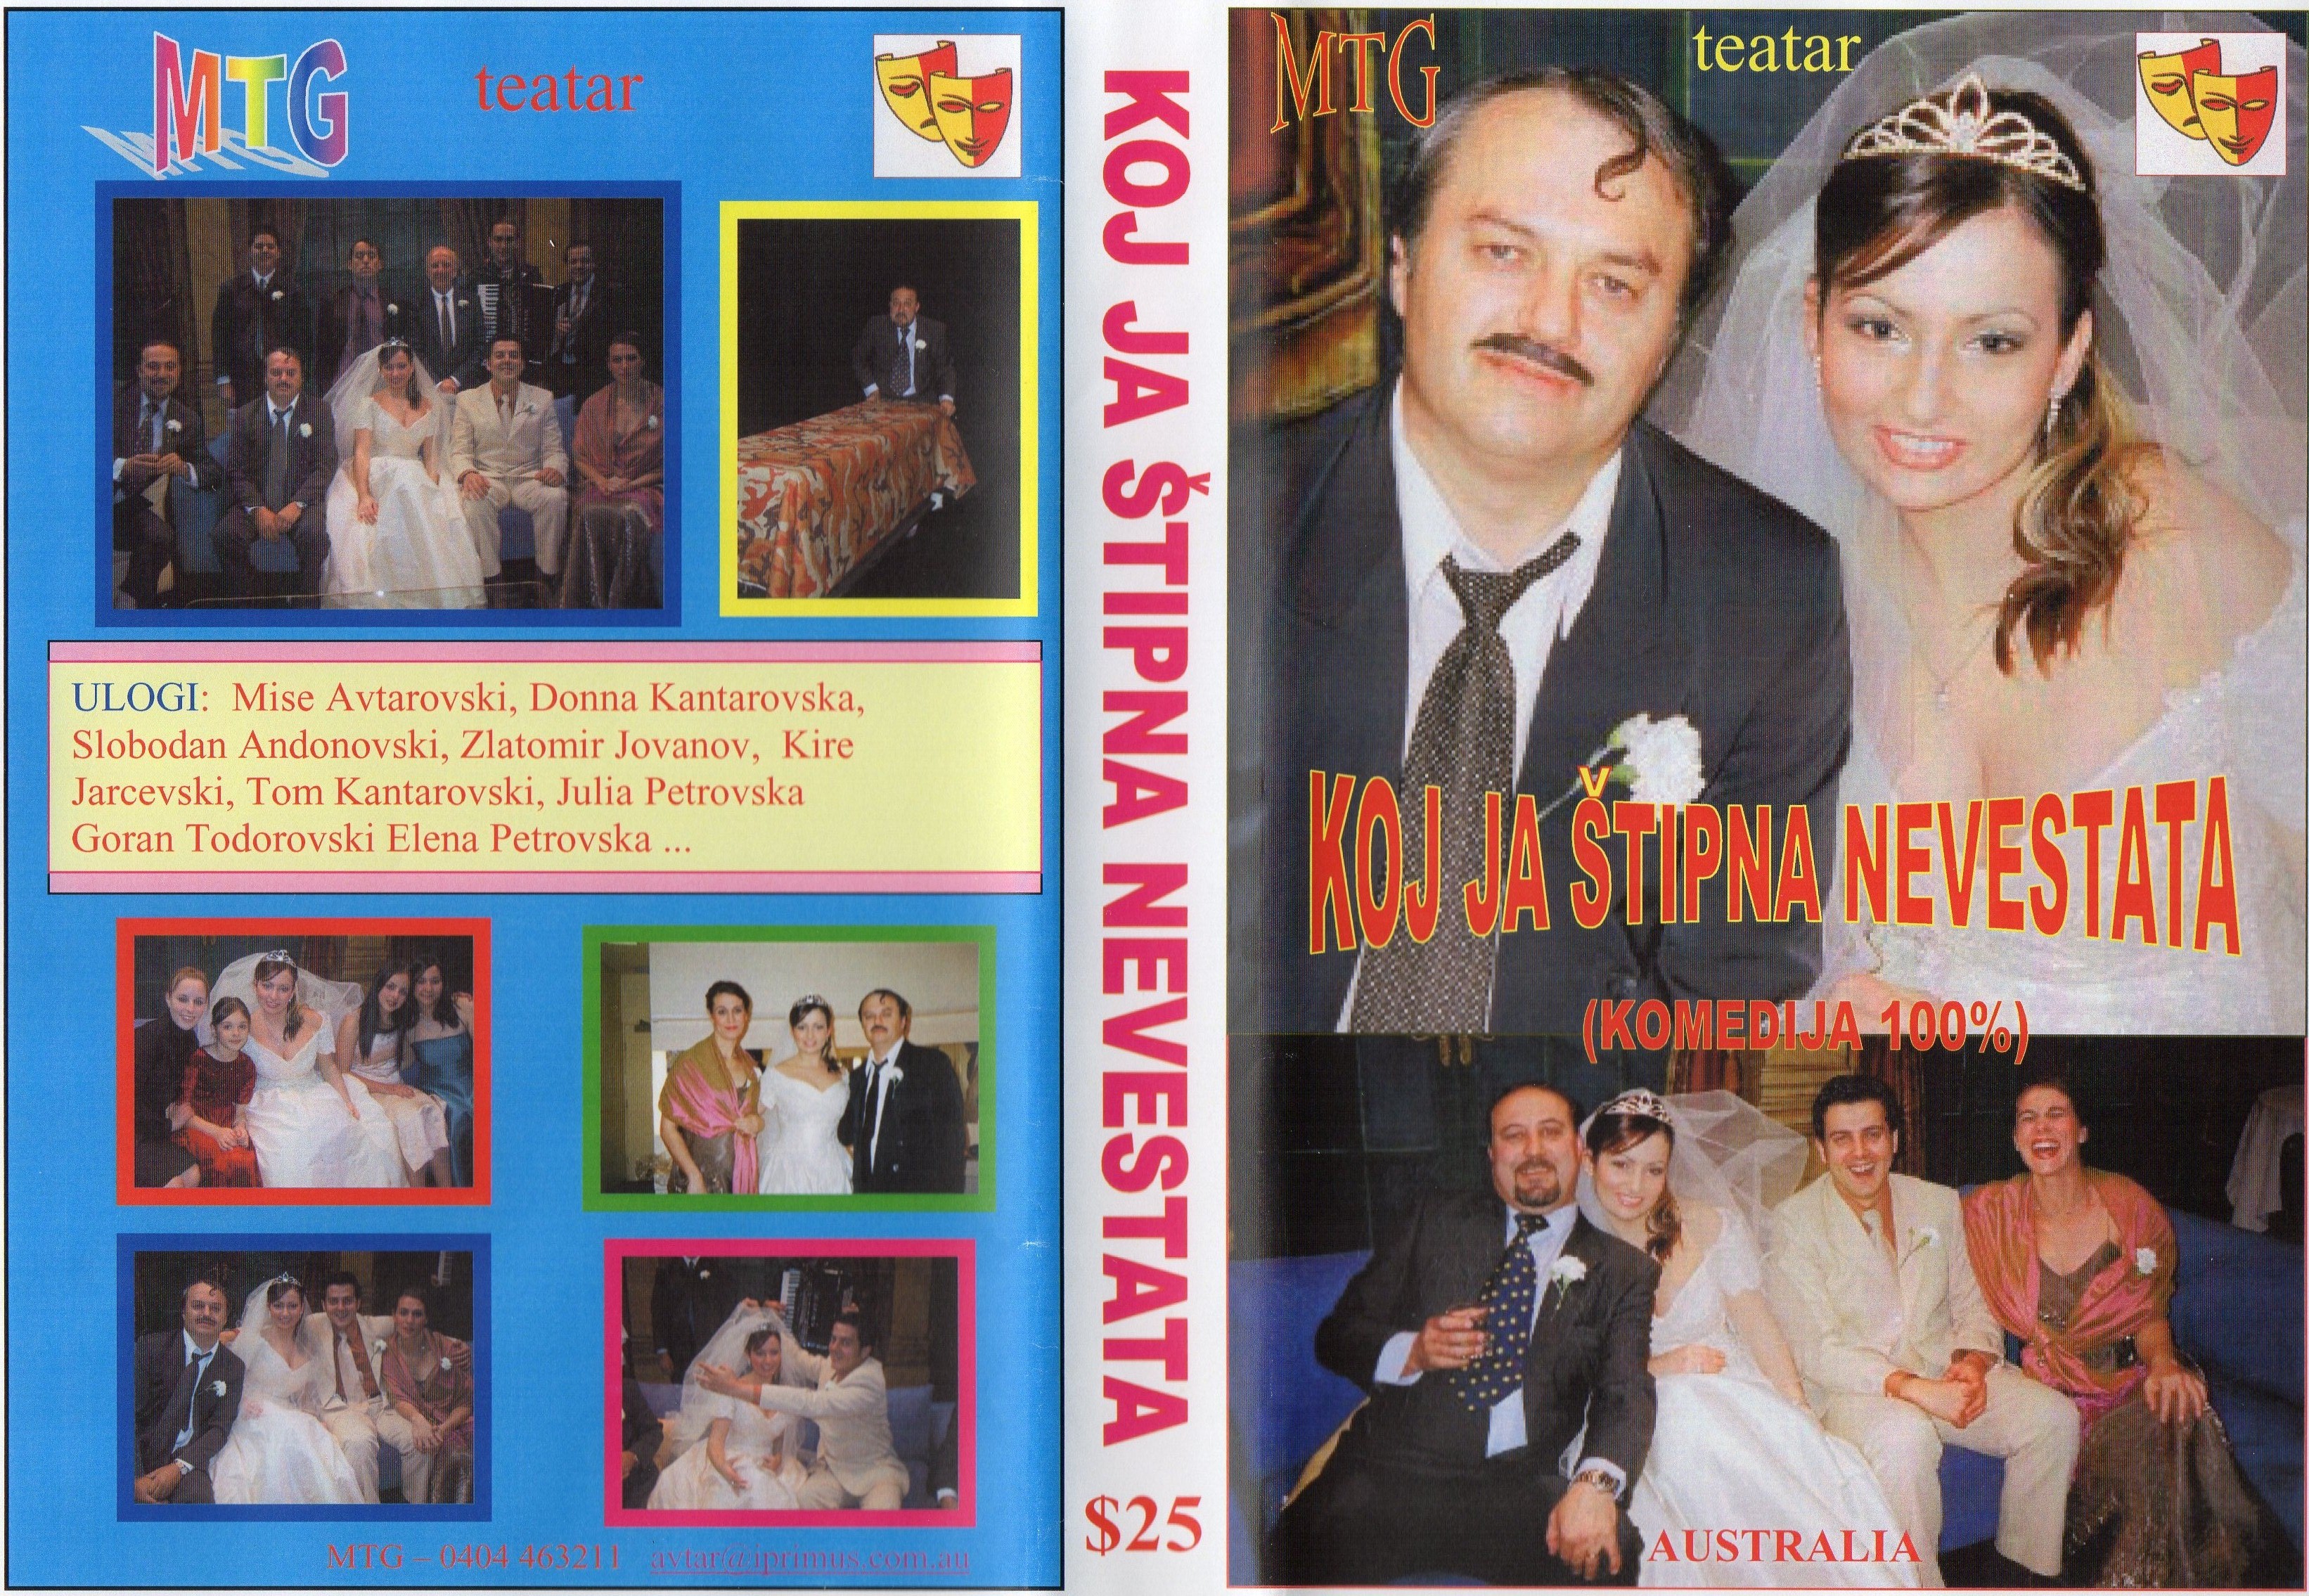 MTG
teatar
ULOGI:  Mise Avtarovski, Donna Kantarovska,
Slobodan Andonovski, Zlatomir Jovanov,  Kire
Jarcevski, Tom Kantarovski, Julia Petrovska
Goran Todorovski Elena Petrovska ...
MTG – 0404 463211 avtar@iprimus.com.au
KOJ JA ŠTIPNA NEVESTATA
$25
MTG
teatar
KOJ JA ŠTIPNA NEVESTATA
(KOMEDIJA 100%)
AUSTRALIA